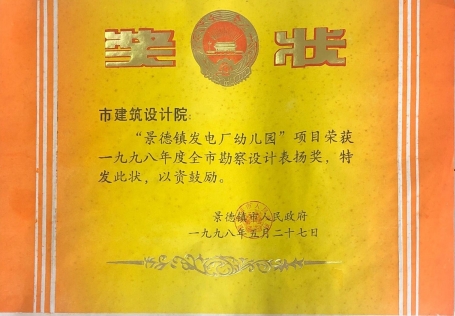 奖状
市建筑设计院：
“景德镇发电厂幼儿园”项目荣获
一九九八年度全市勘察设计表扬奖，特
发此状，以资鼓励。
景德镇市人民政府
一九九八年五月二十七日